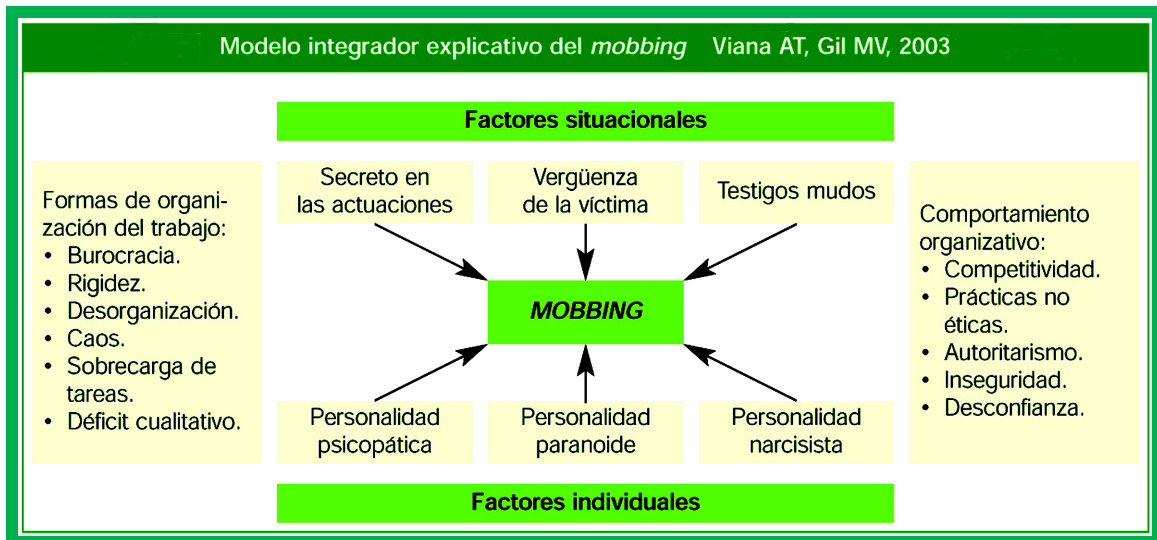 Modelo integrador explicativo del mobbing Viana AT, Gil MV, 2003
Factores situacionales
Formas de organi-
zación del trabajo:
• Burocracia.
• Rigidez.
• Desorganización.
• Caos.
• Sobrecarga de
tareas.
• Déficit cualitativo.
Secreto en
las actuaciones
Vergüenza
de la víctima
Testigos mudos
MOBBING
Personalidad
psicopática
Personalidad
paranoide
Personalidad
narcisista
Comportamiento
organizativo:
• Competitividad.
• Prácticas no
éticas.
• Autoritarismo.
• Inseguridad.
• Desconfianza.
Factores individuales